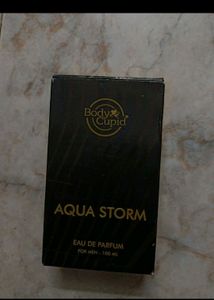 Body
Cupid
AQUA STORM
EAU DE PARFUM
FOR MEN - 100 ML